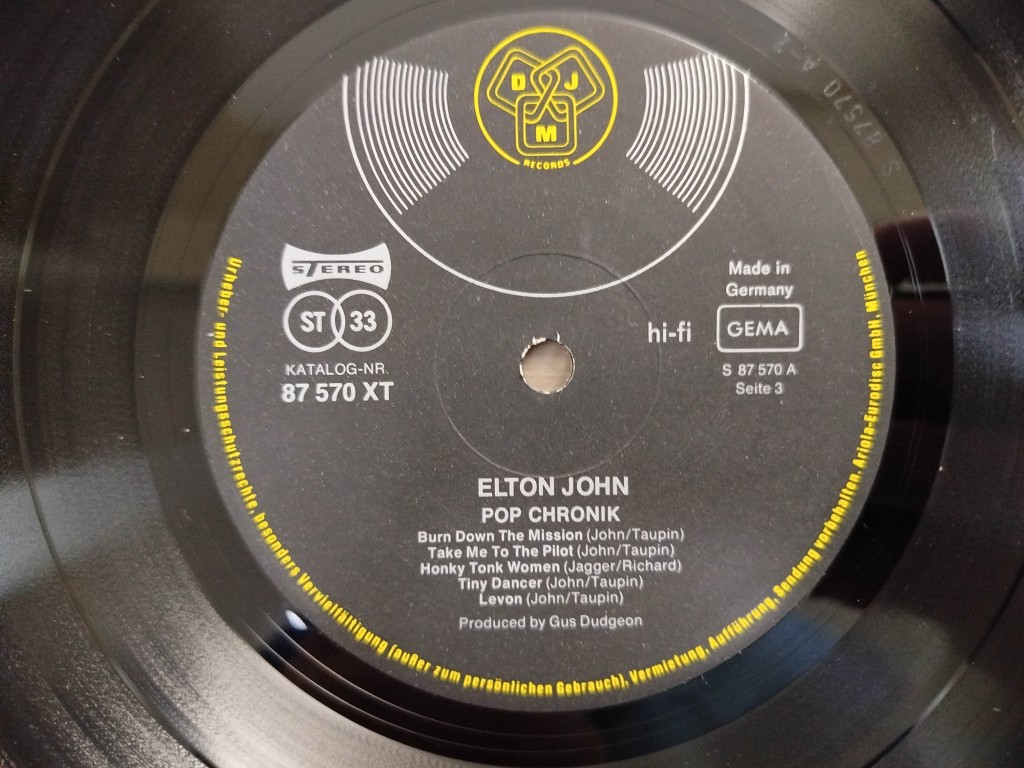 D J
M
RECORDS
S 87570 A
STEREO
ST 33
KATALOG-NR.
87 570 XT
Made in
Germany
hi-fi
GEMA
S 87 570 A
Seite 3
ELTON JOHN
POP CHRONIK
Burn Down The Mission (John/Taupin)
Take Me To The Pilot (John/Taupin)
Honky Tonk Women (Jagger/Richard)
Tiny Dancer (John/Taupin)
Levon (John/Taupin)
Produced by Gus Dudgeon
Urheber- und Leistungsschutzrechte, besonders Vervielfältigung (außer zum persönlichen Gebrauch), Vermietung, Aufführung, Sendung vorbehalten. Ariola-Eurodisc GmbH, München